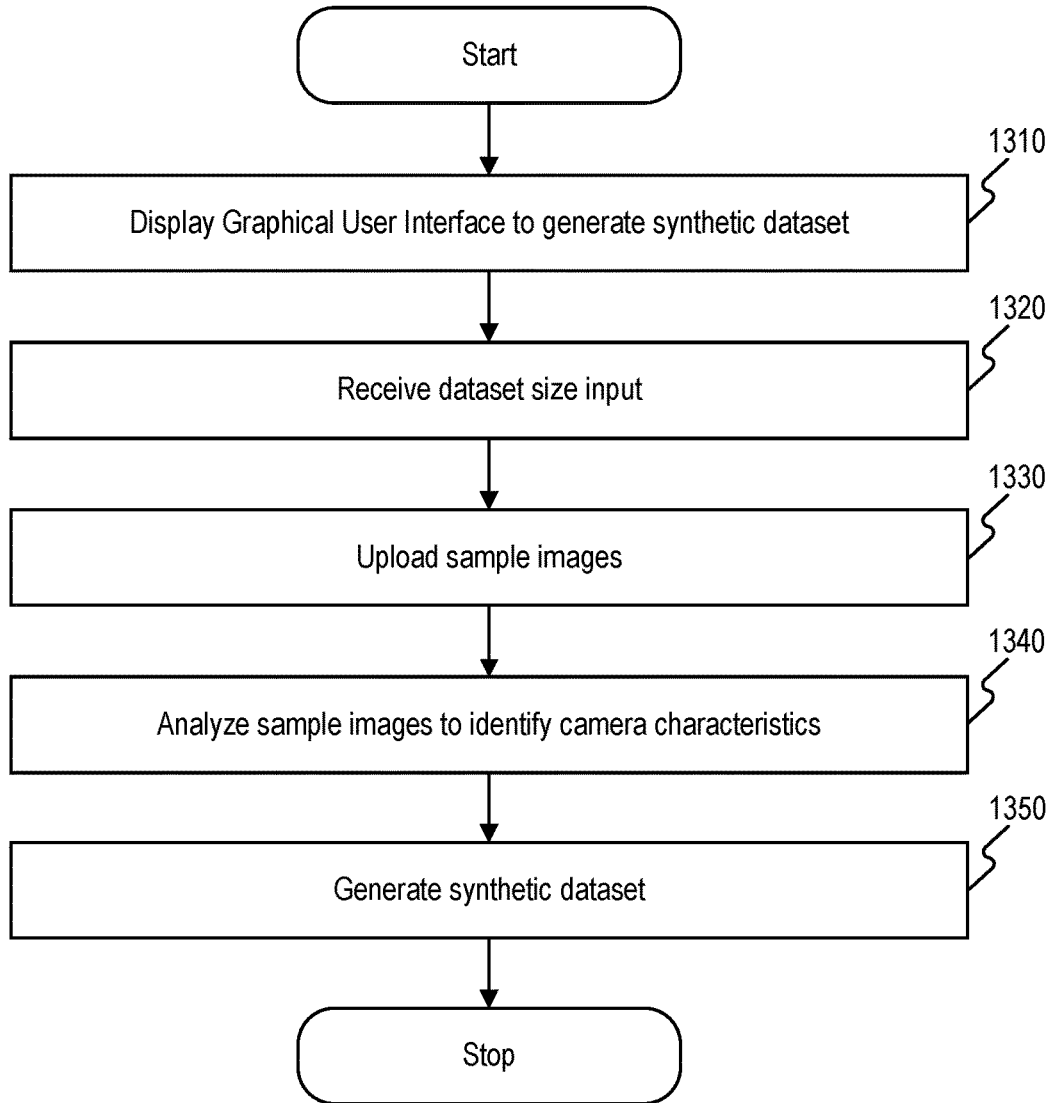 Start
1310
Display Graphical User Interface to generate synthetic dataset
1320
Receive dataset size input
1330
Upload sample images
1340
Analyze sample images to identify camera characteristics
1350
Generate synthetic dataset
Stop